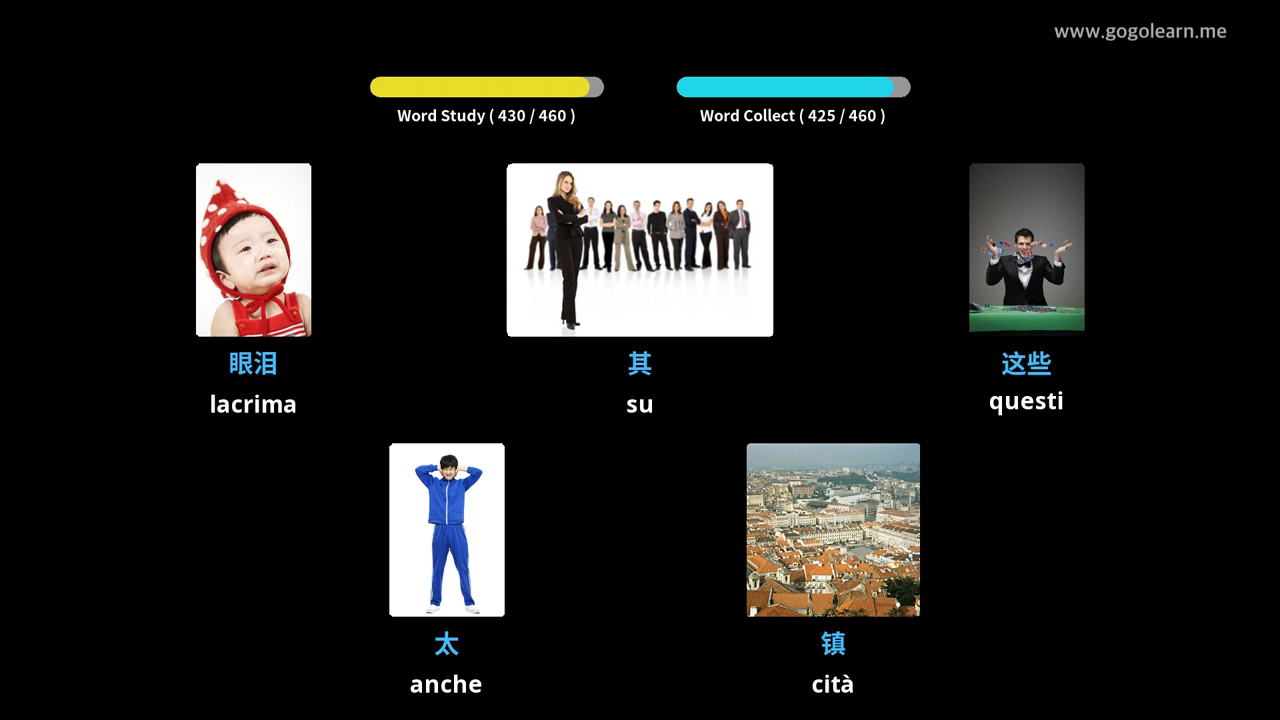 www.gogolearn.me
Word Study ( 430 / 460 )
Word Collect ( 425 / 460 )
眼泪
lacrima
其
su
这些
questi
太
anche
镇
cità